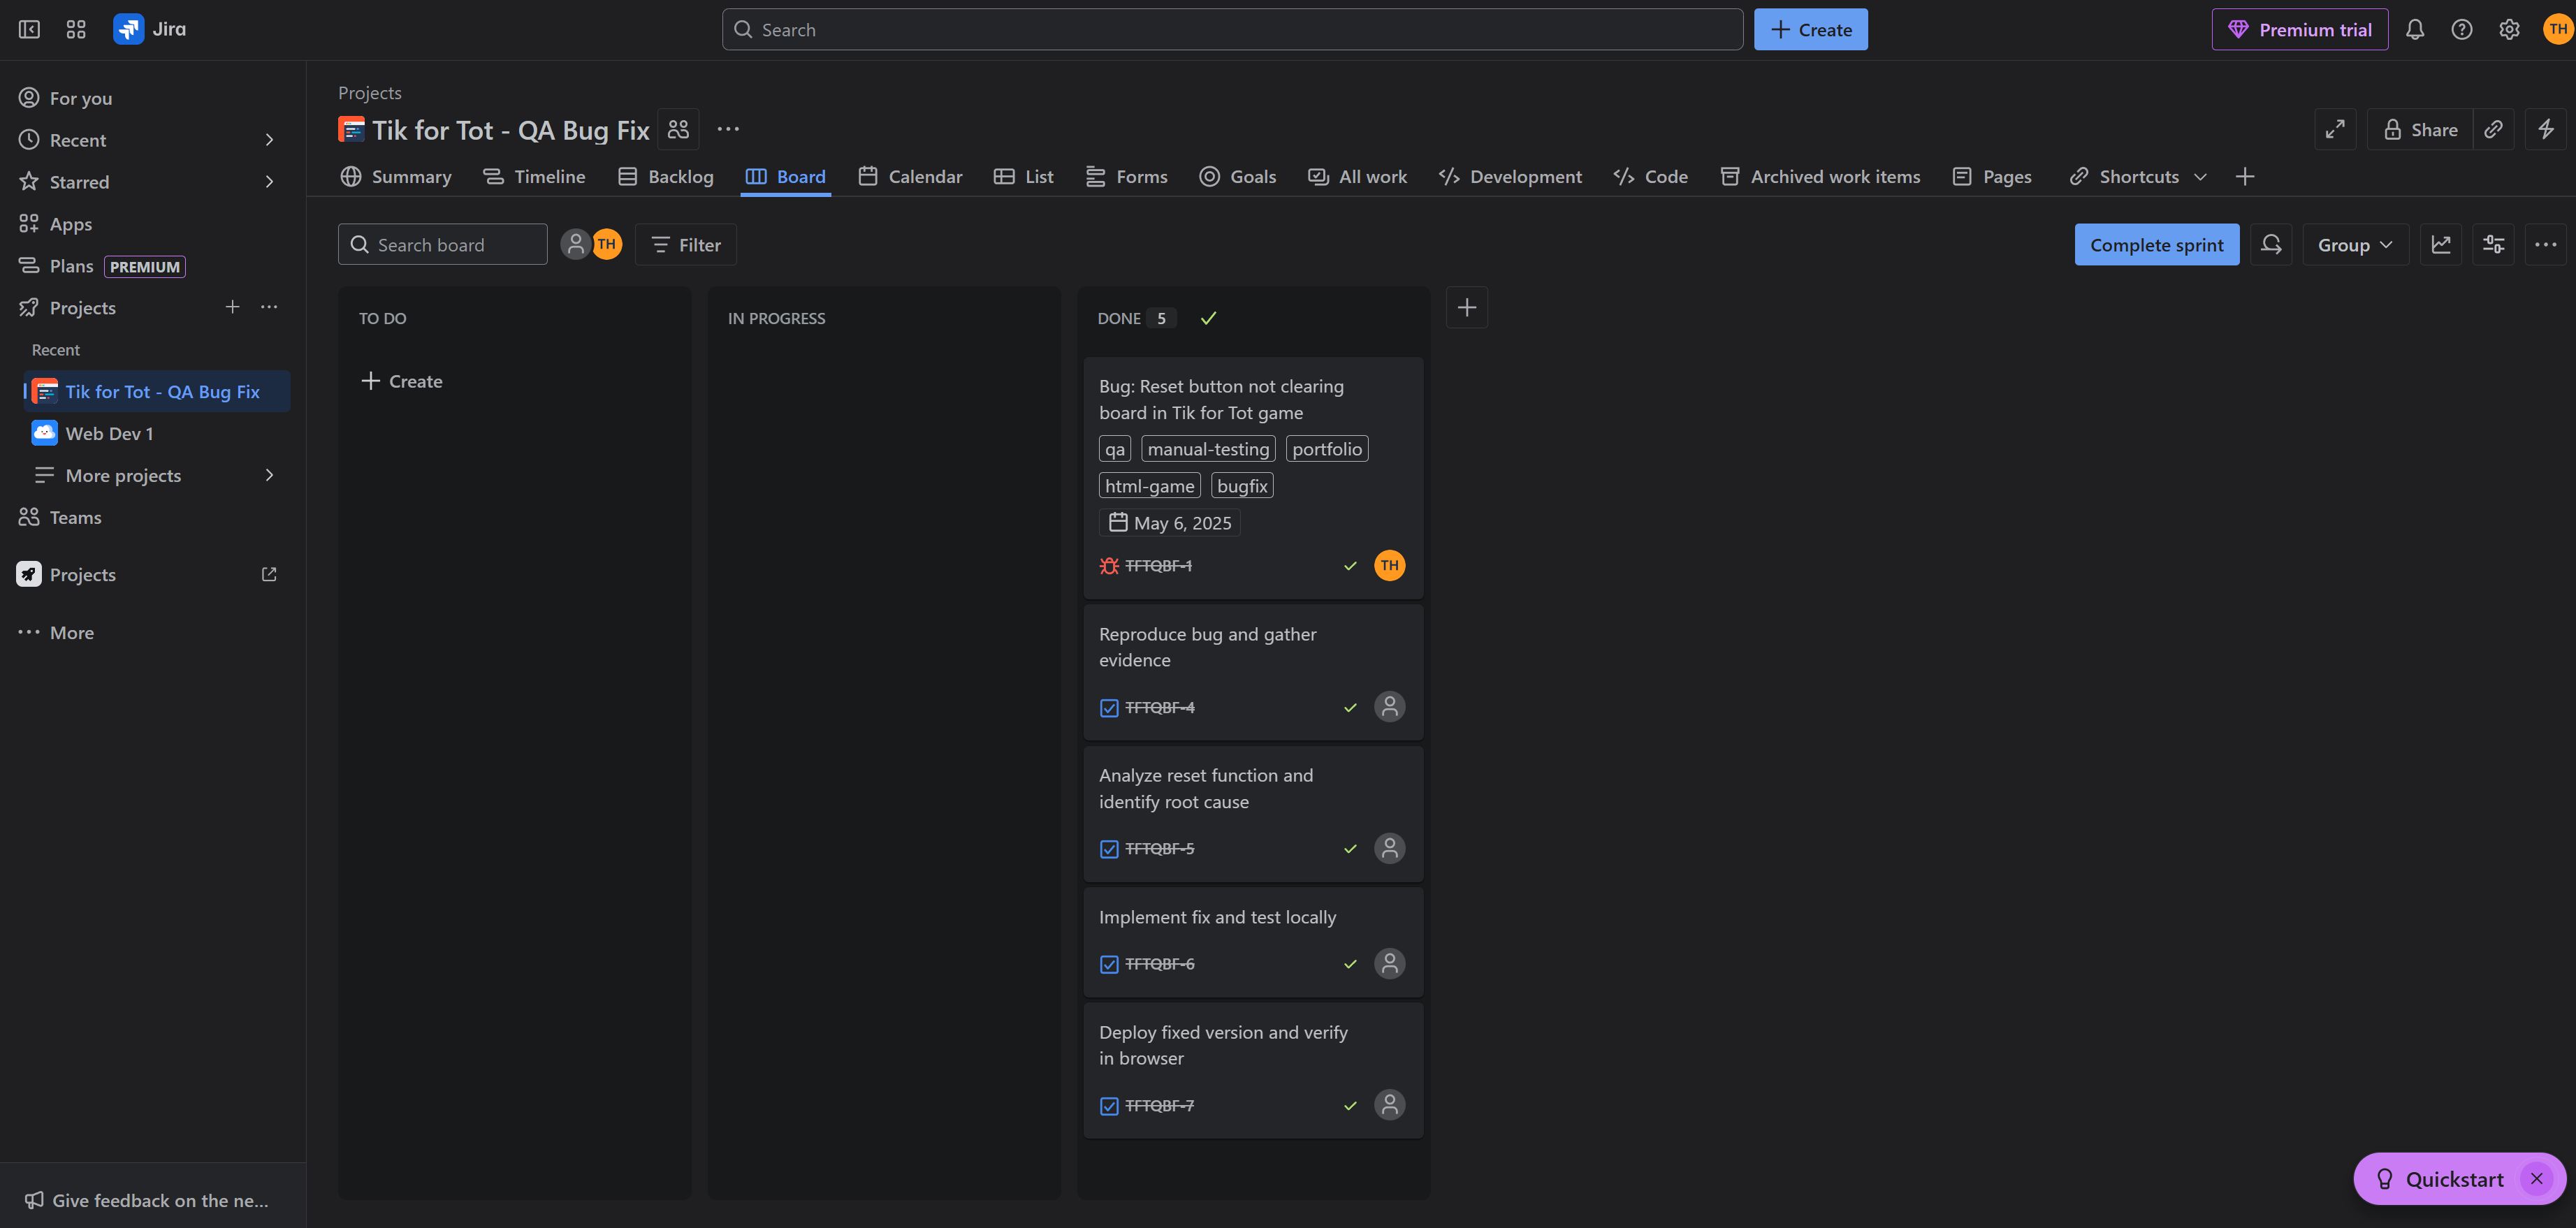 Jira
Search
Create
Premium trial
TH
For you
Recent
Starred
Apps
Plans PREMIUM
Projects
Recent
Tik for Tot - QA Bug Fix
Web Dev 1
More projects
Teams
Projects
More
Give feedback on the ne...
Projects
Tik for Tot - QA Bug Fix
Share
Summary Timeline Backlog Board Calendar List Forms Goals All work Development Code Archived work items Pages Shortcuts
Search board
TH
Filter
Complete sprint
Group
TO DO
Create
IN PROGRESS
DONE 5
Bug: Reset button not clearing
board in Tik for Tot game
qa manual-testing portfolio
html-game bugfix
May 6, 2025
TFTQBF-1
TH
Reproduce bug and gather
evidence
TFTQBF-4
Analyze reset function and
identify root cause
TFTQBF-5
Implement fix and test locally
TFTQBF-6
Deploy fixed version and verify
in browser
TFTQBF-7
Quickstart